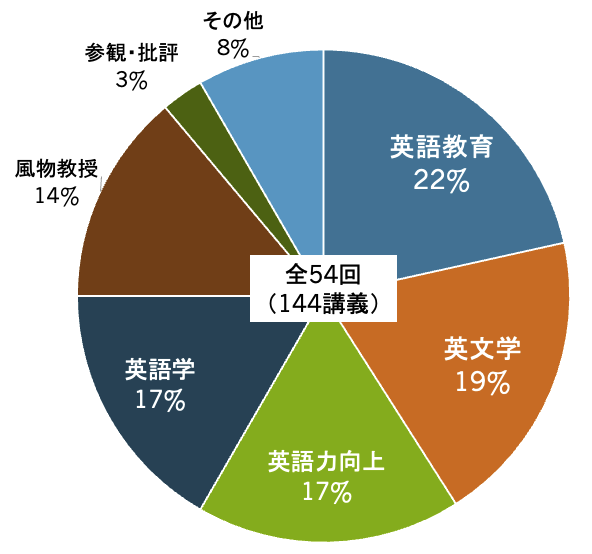 その他
8%
参観・批評
3%
風物教授
14%
英語教育
22%
全54回
（144講義）
英文学
19%
英語学
17%
英語力向上
17%